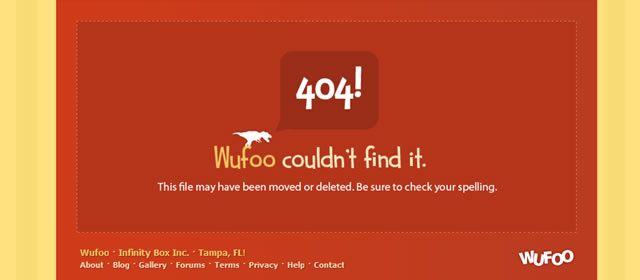 404!
Wufoo couldn't find it.
This file may have been moved or deleted. Be sure to check your spelling.
Wufoo · Infinity Box Inc. · Tampa, FL!
About · Blog · Gallery · Forums · Terms · Privacy · Help · Contact
WUFOO